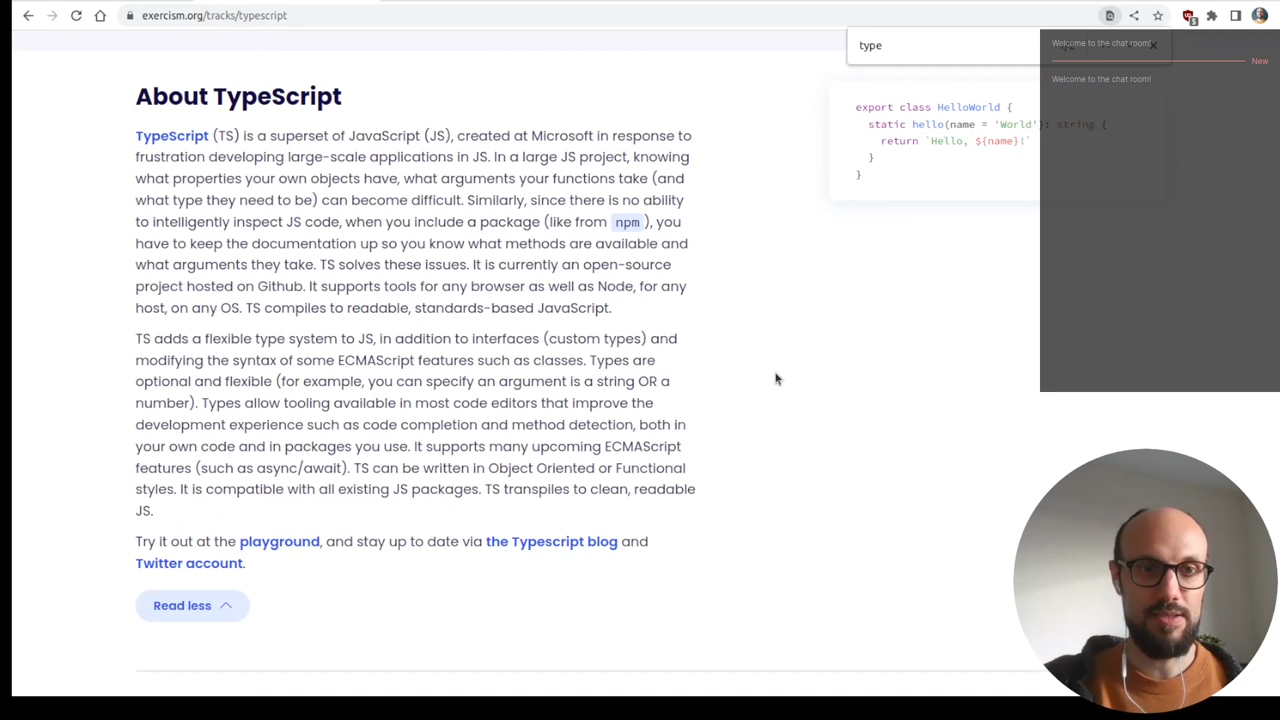 exercism.org/tracks/typescript
5
type
Welcome to the chat room!
New
Welcome to the chat room!
About TypeScript
TypeScript (TS) is a superset of JavaScript (JS), created at Microsoft in response to
frustration developing large-scale applications in JS. In a large JS project, knowing
what properties your own objects have, what arguments your functions take (and
what type they need to be) can become difficult. Similarly, since there is no ability
to intelligently inspect JS code, when you include a package (like from npm), you
have to keep the documentation up so you know what methods are available and
what arguments they take. TS solves these issues. It is currently an open-source
project hosted on Github. It supports tools for any browser as well as Node, for any
host, on any OS. TS compiles to readable, standards-based JavaScript.
TS adds a flexible type system to JS, in addition to interfaces (custom types) and
modifying the syntax of some ECMAScript features such as classes. Types are
optional and flexible (for example, you can specify an argument is a string OR a
number). Types allow tooling available in most code editors that improve the
development experience such as code completion and method detection, both in
your own code and in packages you use. It supports many upcoming ECMAScript
features (such as async/await). TS can be written in Object Oriented or Functional
styles. It is compatible with all existing JS packages. TS transpiles to clean, readable
JS.
Try it out at the playground, and stay up to date via the Typescript blog and
Twitter account.
Read less
export class HelloWorld {
static hello(name = 'World'): string {
return `Hello, ${name}!`
}
}